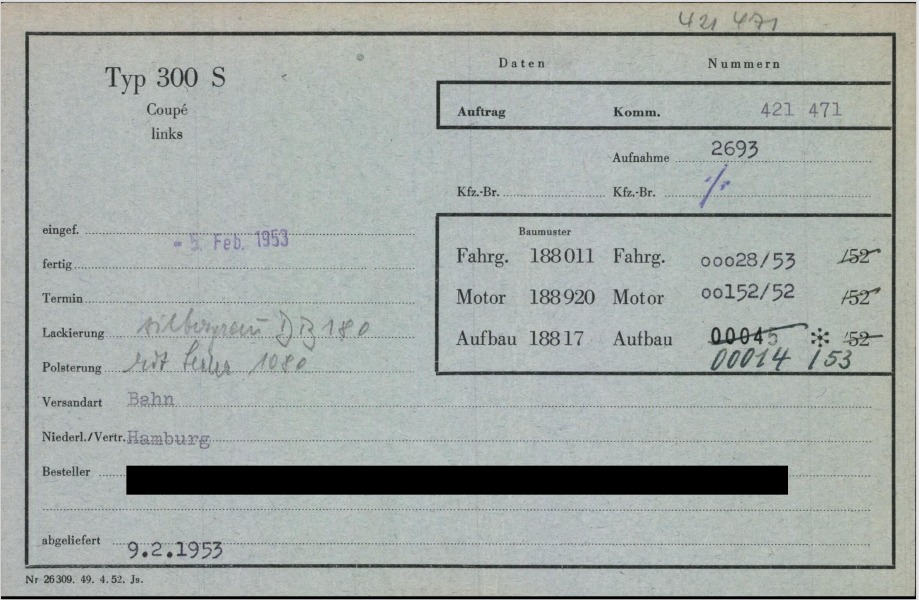 421 471
Daten Nummern
Typ 300 S
Coupé
links
Auftrag Komm. 421 471
Aufnahme 2693
Kfz.-Br. Kfz.-Br.
eingef. - 5. Feb. 1953
fertig
Termin
Lackierung silbergrau DB 180
Polsterung rot Leder 1080
Versandart Bahn
Niederl./Vertr. Hamburg
Besteller
abgeliefert 9.2.1953
Baumuster
Fahrg. 188011 Fahrg. 00028/53 /52
Motor 188920 Motor 00152/52 /52
Aufbau 18817 Aufbau 00045 * /52
00014 / 53
Nr 26309. 49. 4. 52. Js.